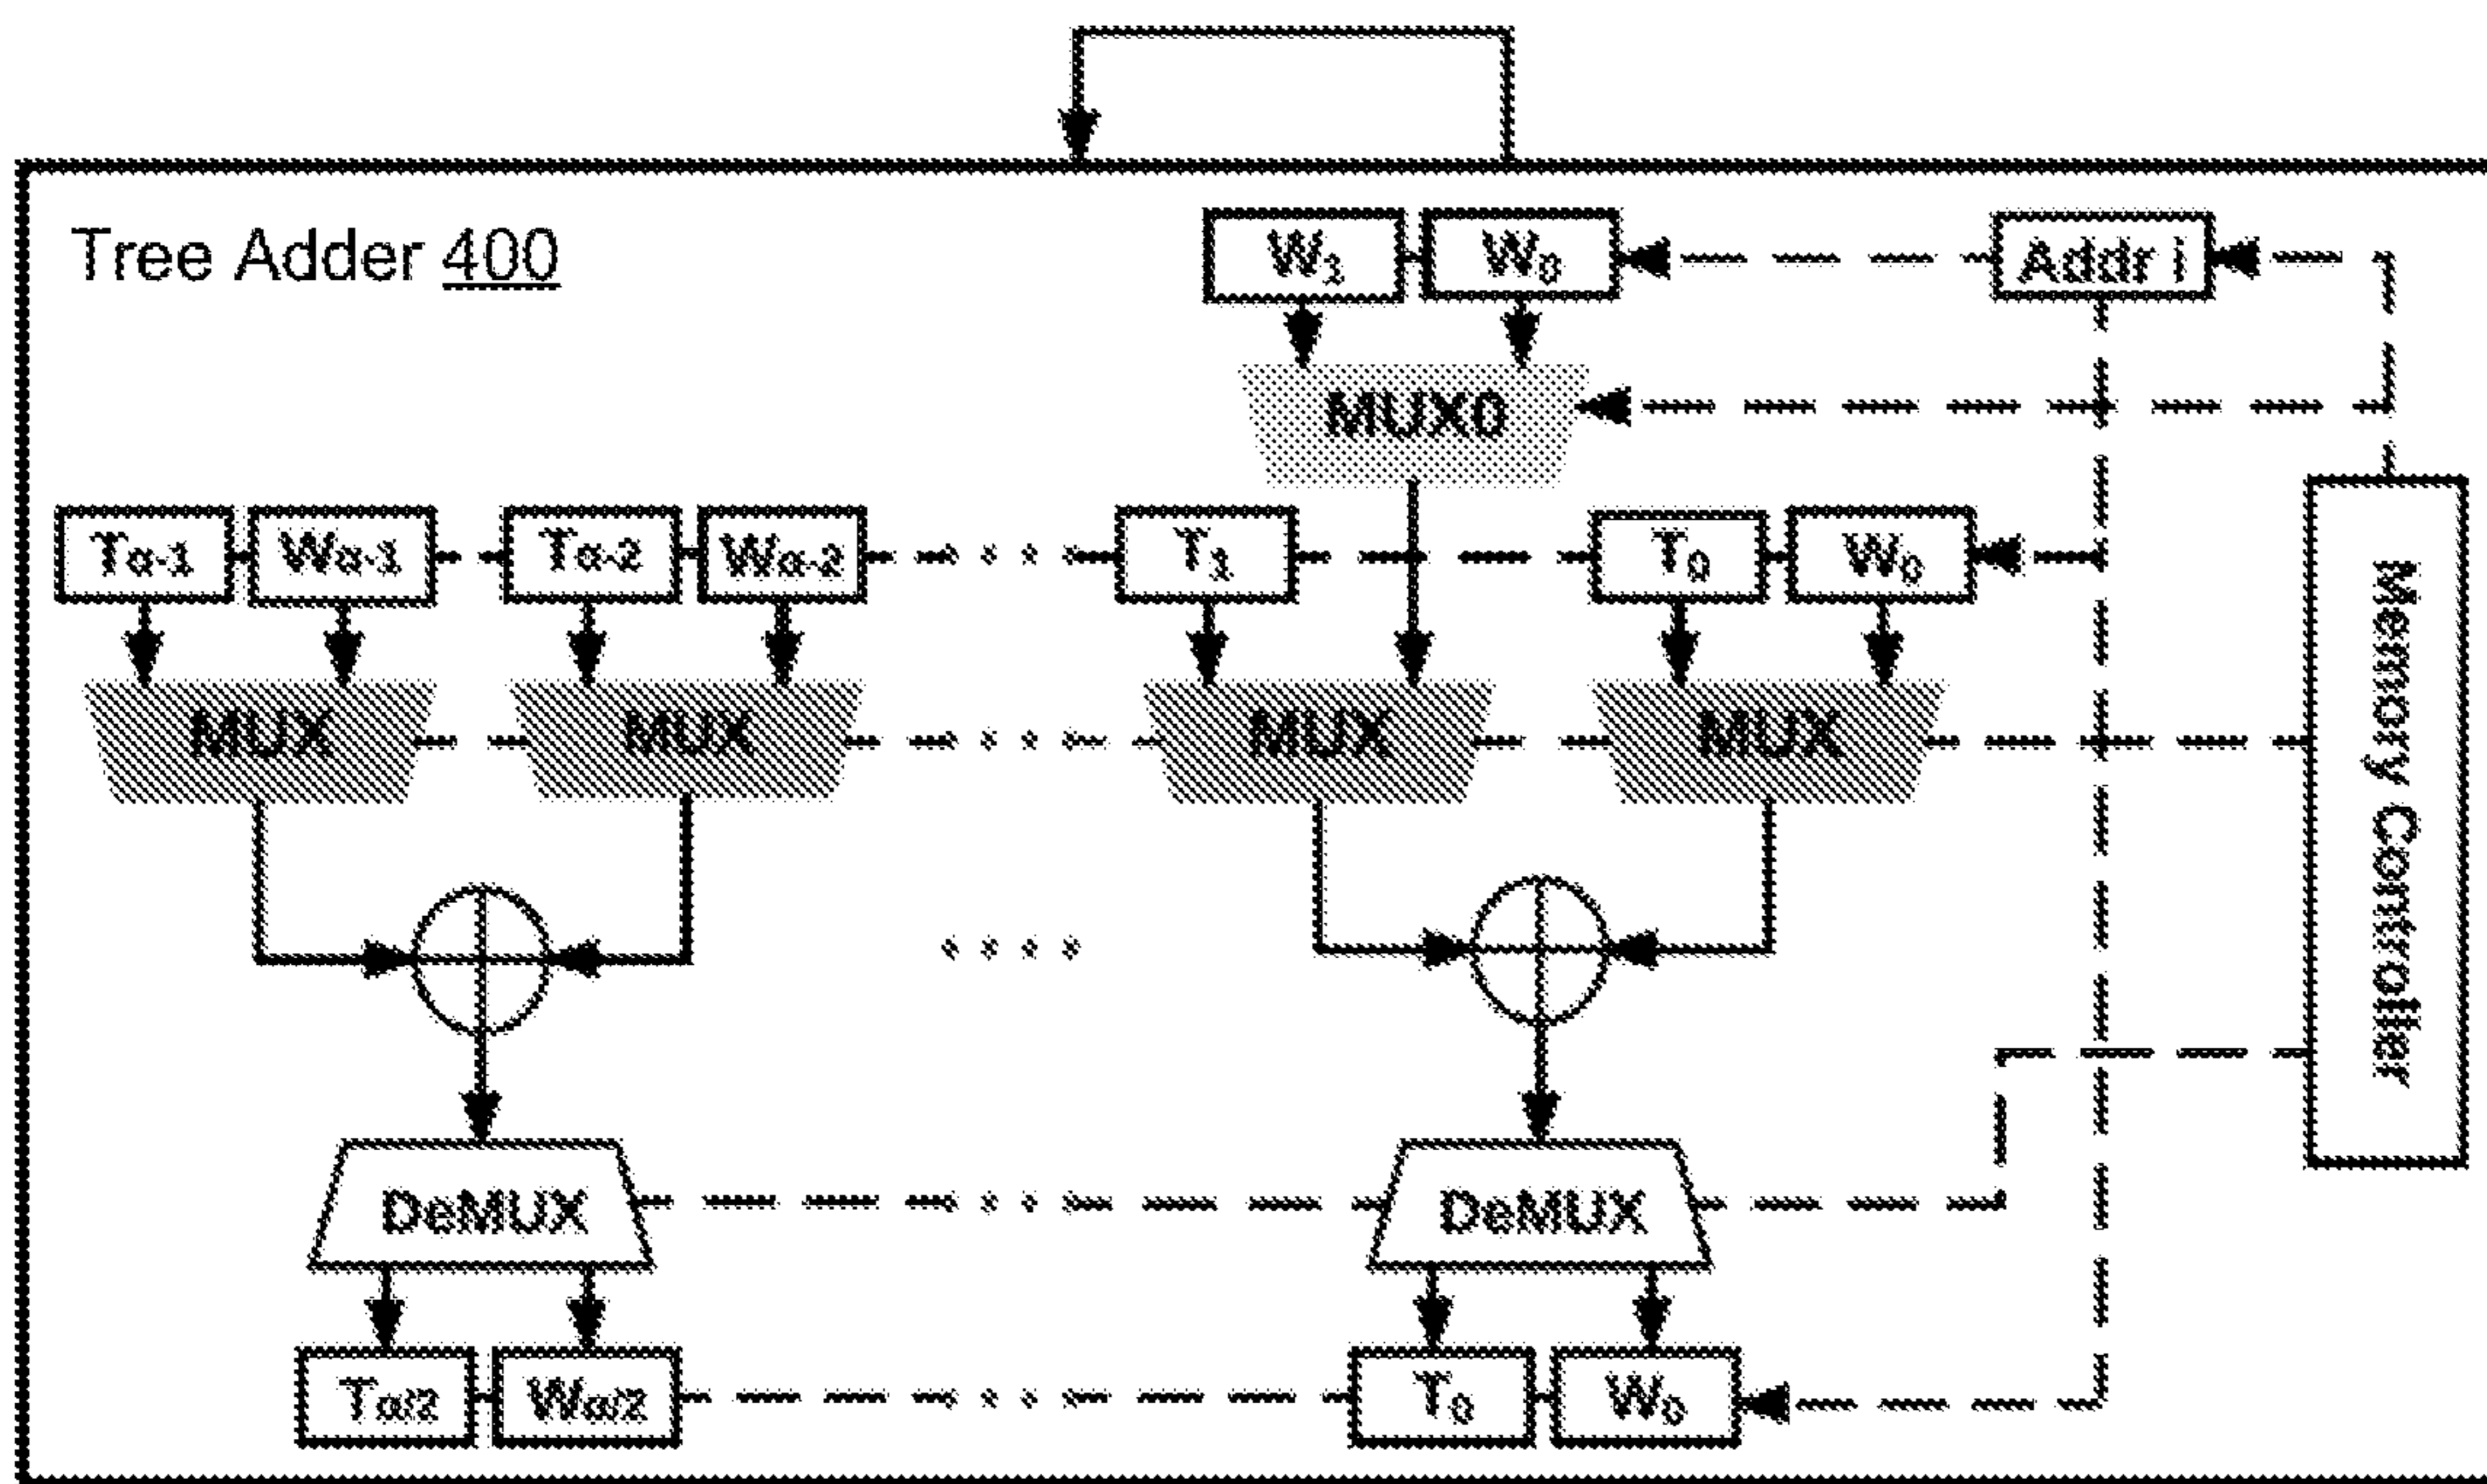 Tree Adder 400
W₁ W₀ Addr i
MUX0
Tα-1 Wα-1 Tα-2 Wα-2 T₁ T₀ W₀
MUX MUX MUX MUX
Memory Controller
DeMUX DeMUX
Tα/2 Wα/2 T₀ W₀